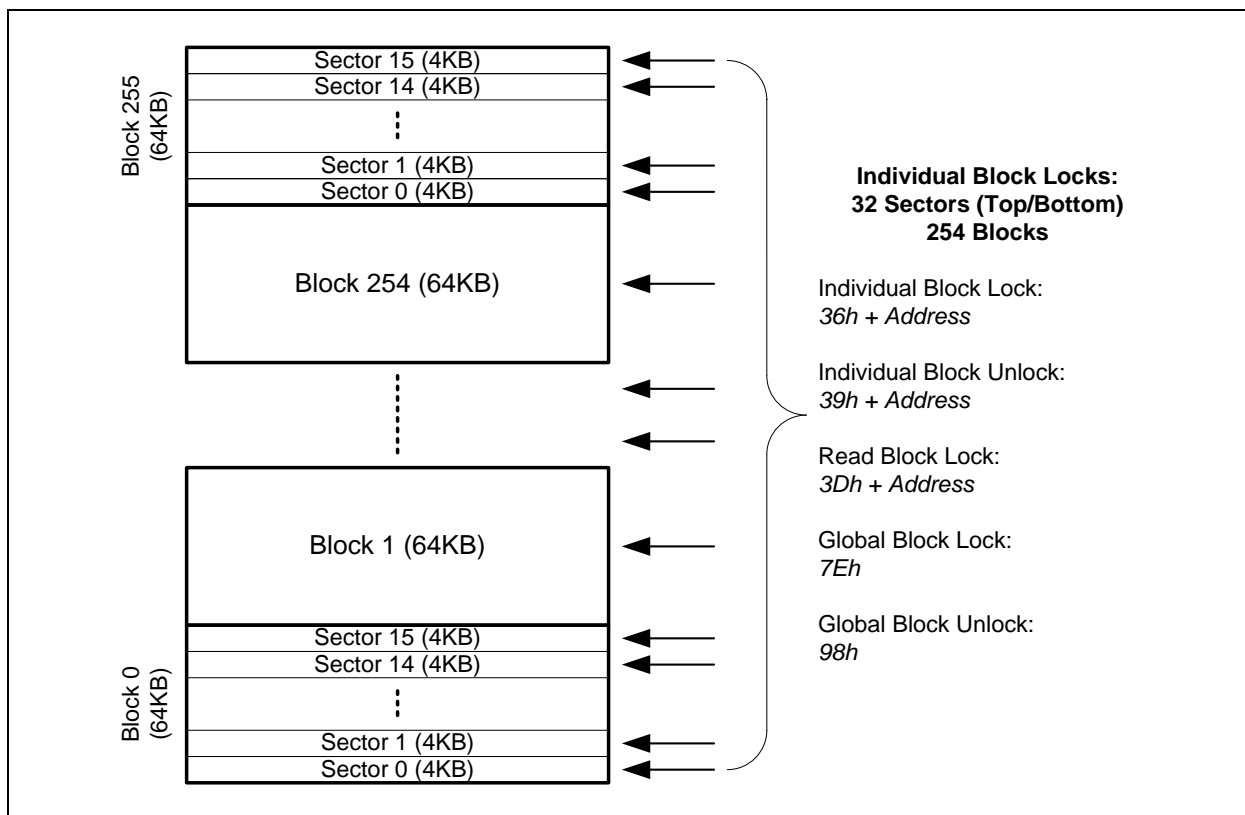 Block 255
(64KB)
Sector 15 (4KB)
Sector 14 (4KB)
Sector 1 (4KB)
Sector 0 (4KB)
Block 254 (64KB)
Block 1 (64KB)
Block 0
(64KB)
Sector 15 (4KB)
Sector 14 (4KB)
Sector 1 (4KB)
Sector 0 (4KB)
Individual Block Locks:
32 Sectors (Top/Bottom)
254 Blocks
Individual Block Lock:
36h + Address
Individual Block Unlock:
39h + Address
Read Block Lock:
3Dh + Address
Global Block Lock:
7Eh
Global Block Unlock:
98h